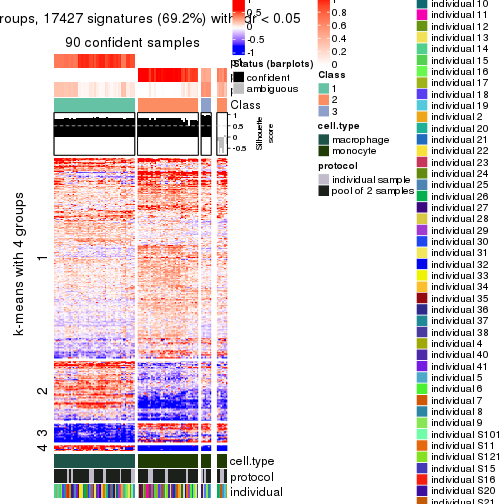 roups, 17427 signatures (69.2%) with
or < 0.05
90 confident samples
1
0.5
0
-0.5
-1
0.8
0.6
0.4
0.2
0
Status (barplots)
confident
ambiguous
Class
1
2
3
cell.type
macrophage
monocyte
protocol
individual sample
pool of 2 samples
Class
1
0.5
-0.5
Silhouette
score
k-means with 4 groups
1
2
3
4
cell.type
protocol
individual
individual 10
individual 11
individual 12
individual 13
individual 14
individual 15
individual 16
individual 17
individual 18
individual 19
individual 2
individual 20
individual 21
individual 22
individual 23
individual 24
individual 25
individual 26
individual 27
individual 28
individual 29
individual 30
individual 31
individual 32
individual 33
individual 34
individual 35
individual 36
individual 37
individual 38
individual 4
individual 40
individual 41
individual 5
individual 6
individual 7
individual 8
individual 9
individual S101
individual S11
individual S121
individual S15
individual S16
individual S20
individual S21